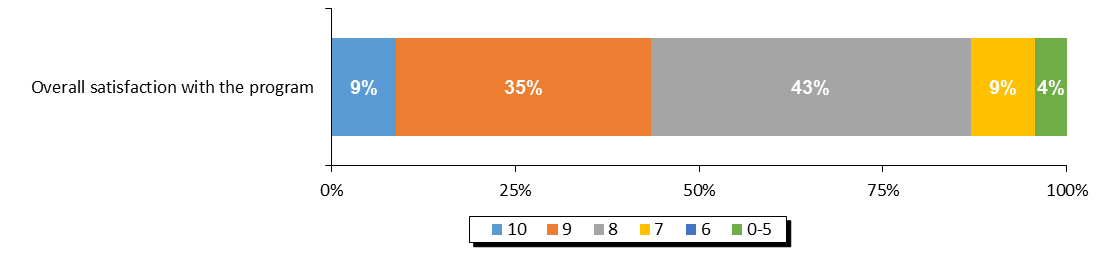 Overall satisfaction with the program
9% 35% 43% 9% 4%
0% 25% 50% 75% 100%
10 9 8 7 6 0-5